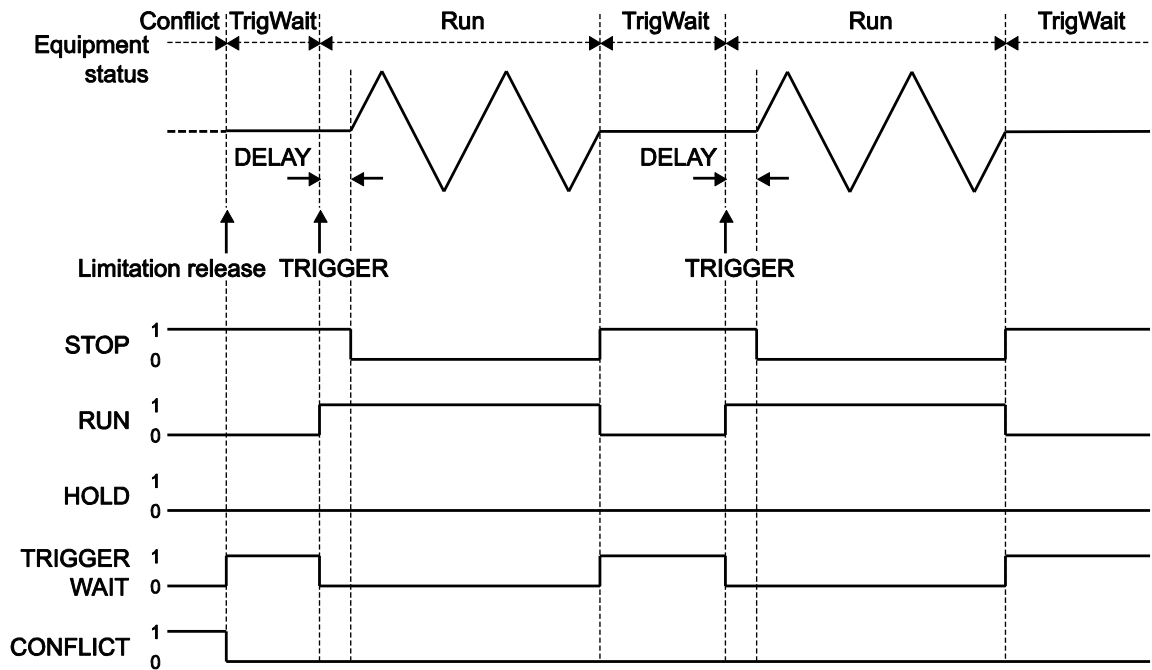 Conflict TrigWait Run TrigWait Run TrigWait
Equipment
status
DELAY DELAY
Limitation release TRIGGER TRIGGER
1
STOP
0
1
RUN
0
1
HOLD
0
TRIGGER 1
WAIT 0
1
CONFLICT
0